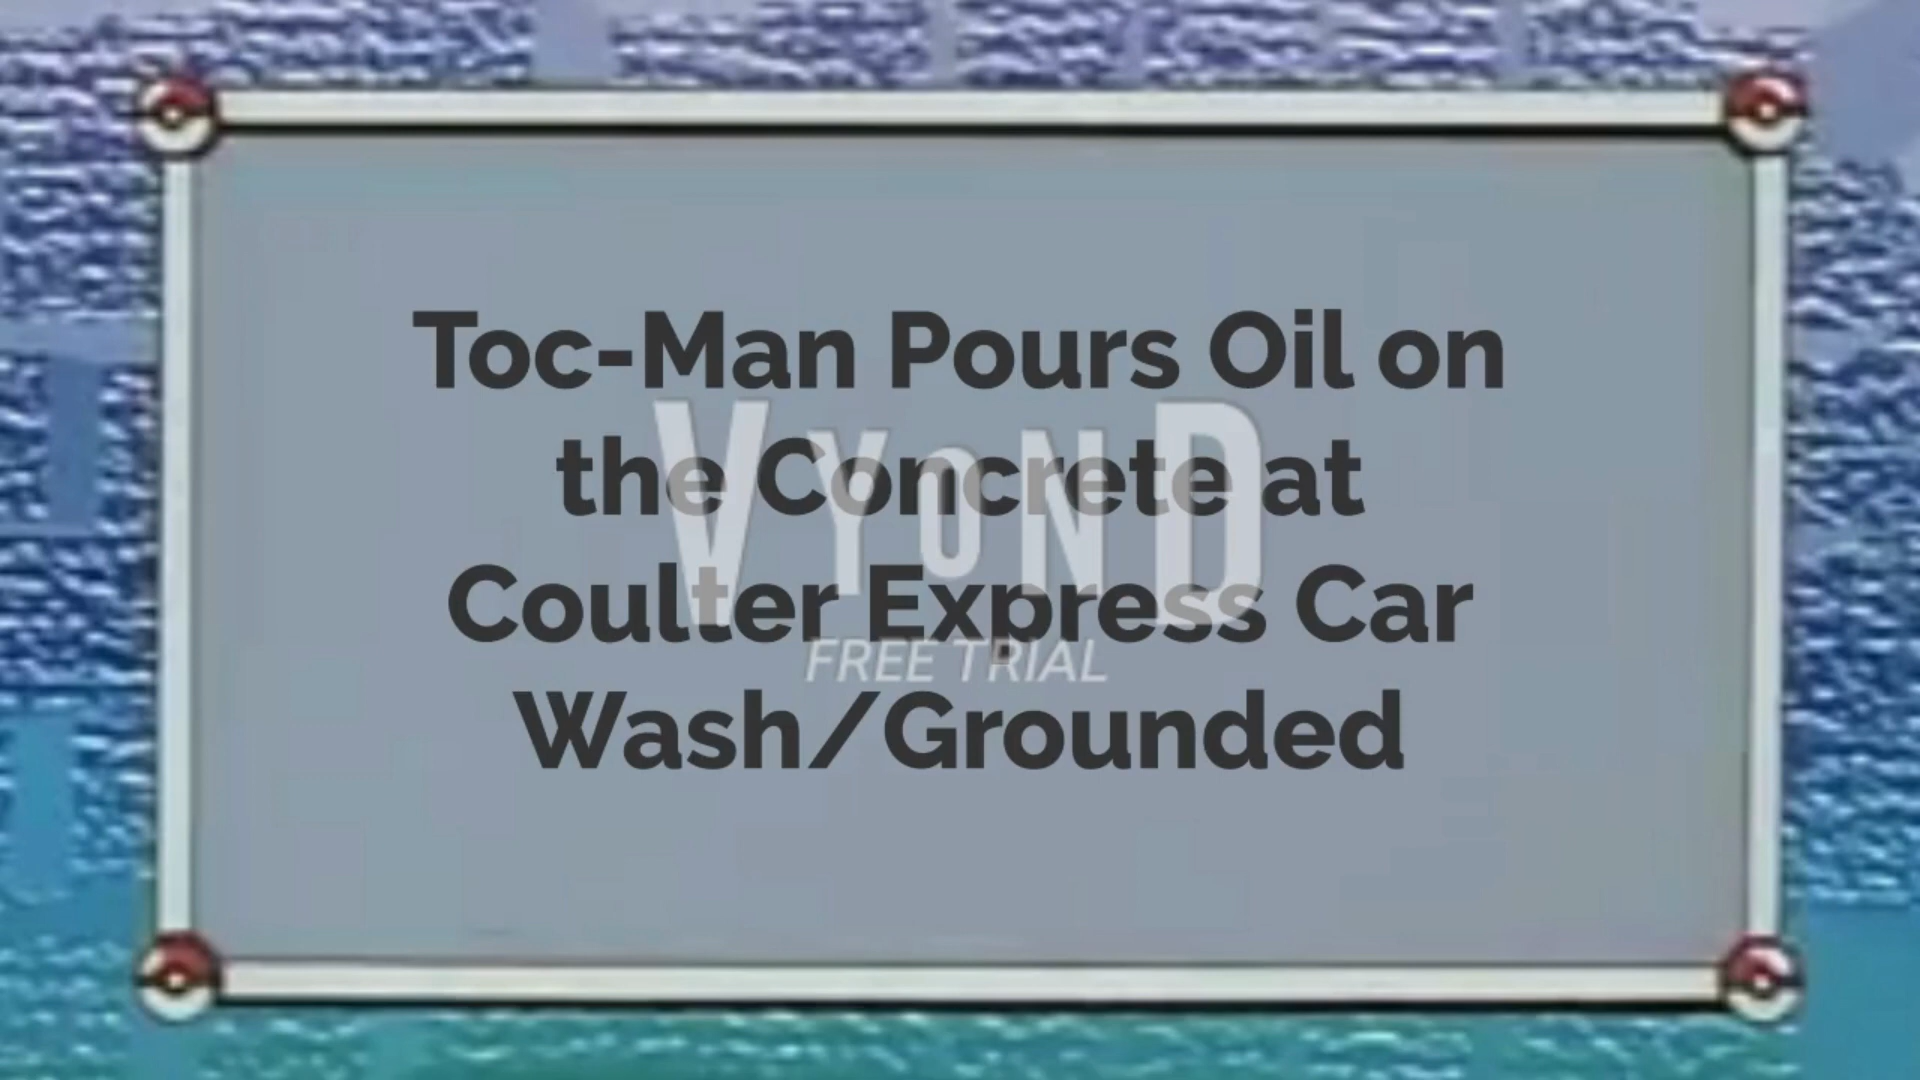 Toc-Man Pours Oil on
the Concrete at
VYOND
Coulter Express Car
FREE TRIAL
Wash/Grounded